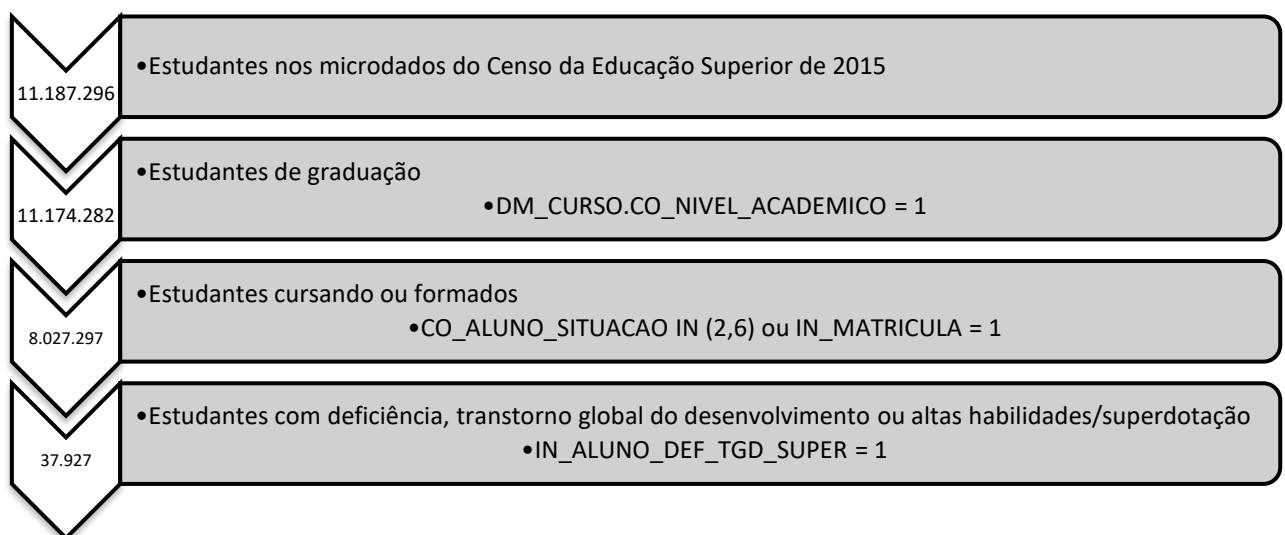 11.187.296
•Estudantes nos microdados do Censo da Educação Superior de 2015
11.174.282
•Estudantes de graduação
•DM_CURSO.CO_NIVEL_ACADEMICO = 1
8.027.297
•Estudantes cursando ou formados
•CO_ALUNO_SITUACAO IN (2,6) ou IN_MATRICULA = 1
37.927
•Estudantes com deficiência, transtorno global do desenvolvimento ou altas habilidades/superdotação
•IN_ALUNO_DEF_TGD_SUPER = 1